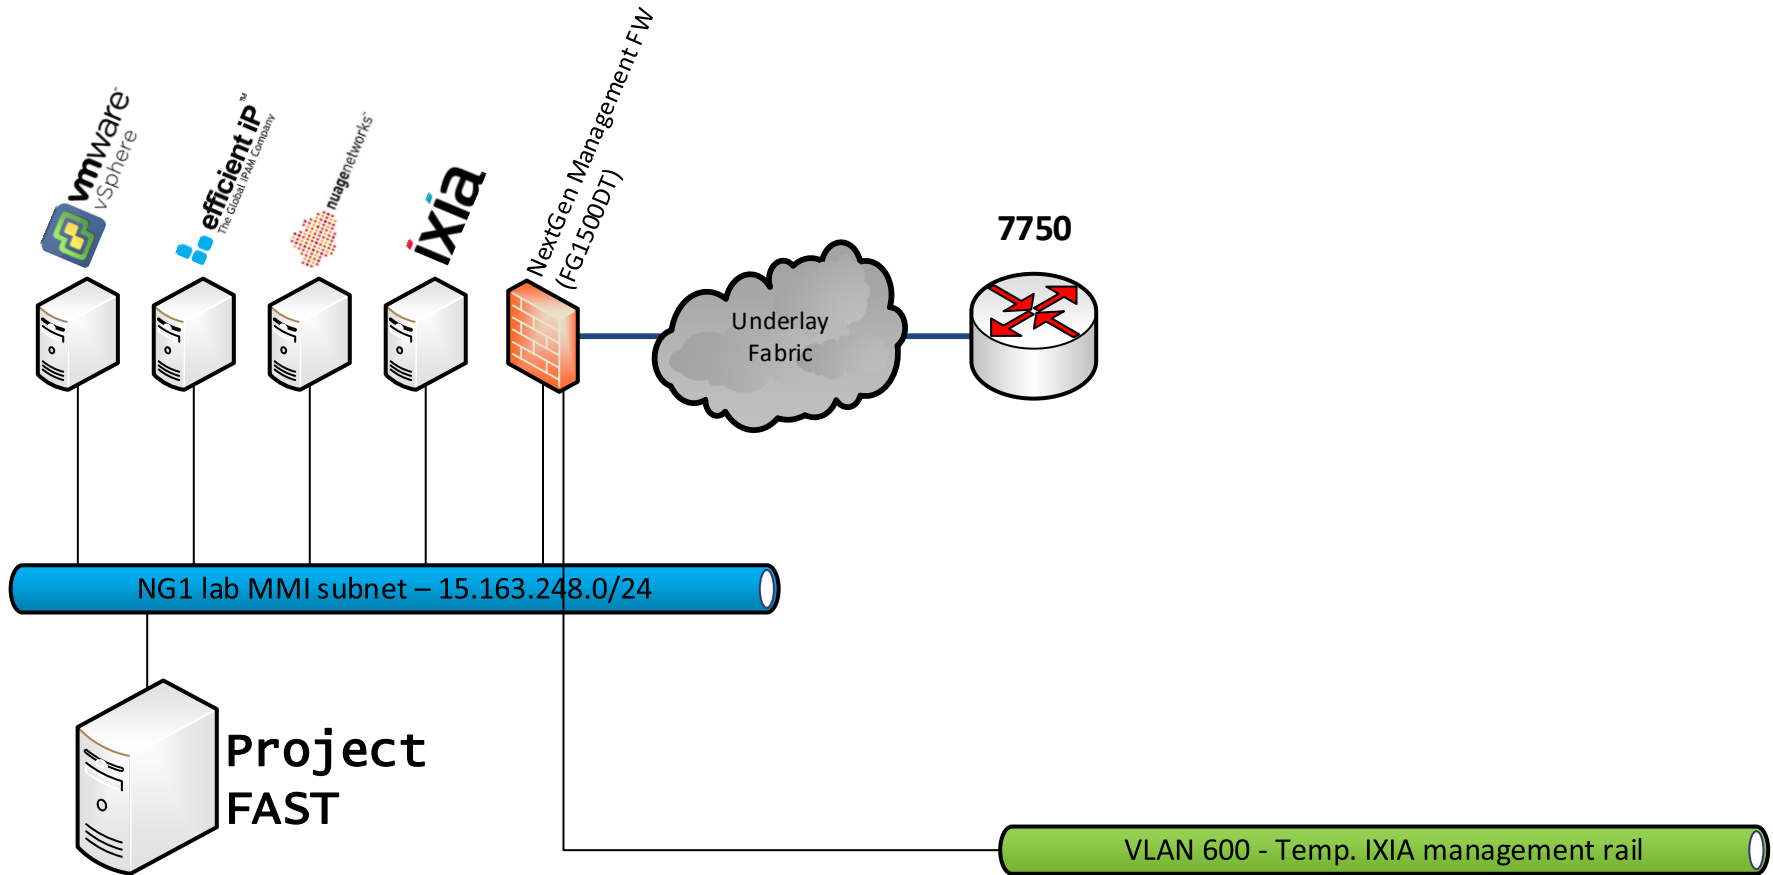 vmware
vSphere
efficient iP™
The Global IPAM Company
nuagenetworks
ixia
NextGen Management FW
(FG1500DT)
7750
Underlay
Fabric
NG1 lab MMI subnet – 15.163.248.0/24
Project
FAST
VLAN 600 - Temp. IXIA management rail